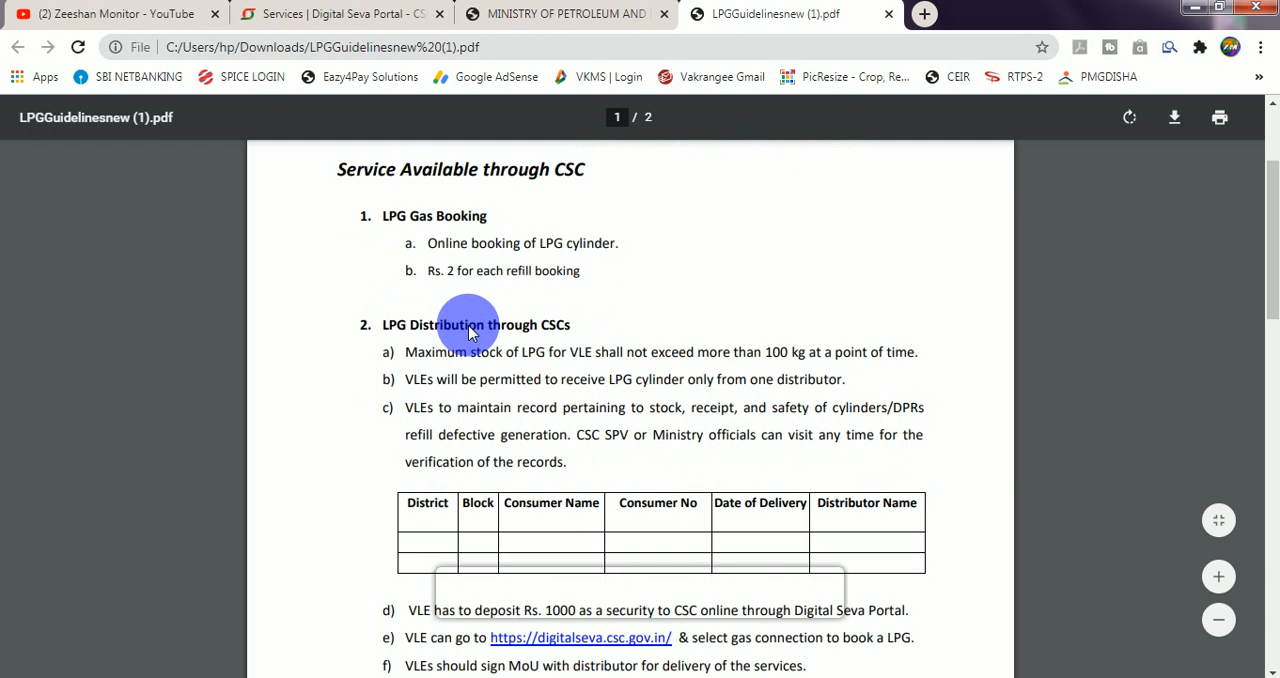 (2) Zeeshan Monitor - YouTube
Services | Digital Seva Portal - CS
MINISTRY OF PETROLEUM AND
LPGGuidelinesnew (1).pdf
File C:/Users/hp/Downloads/LPGGuidelinesnew%20(1).pdf
Apps SBI NETBANKING SPICE LOGIN Eazy4Pay Solutions Google AdSense VKMS | Login Vakrangee Gmail PicResize - Crop, Re... CEIR RTPS-2 PMGDISHA »
LPGGuidelinesnew (1).pdf 1 / 2
Service Available through CSC
1. LPG Gas Booking
a. Online booking of LPG cylinder.
b. Rs. 2 for each refill booking
2. LPG Distribution through CSCs
a) Maximum stock of LPG for VLE shall not exceed more than 100 kg at a point of time.
b) VLEs will be permitted to receive LPG cylinder only from one distributor.
c) VLEs to maintain record pertaining to stock, receipt, and safety of cylinders/DPRs
refill defective generation. CSC SPV or Ministry officials can visit any time for the
verification of the records.
District Block Consumer Name Consumer No Date of Delivery Distributor Name
d) VLE has to deposit Rs. 1000 as a security to CSC online through Digital Seva Portal.
e) VLE can go to https://digitalseva.csc.gov.in/ & select gas connection to book a LPG.
f) VLEs should sign MoU with distributor for delivery of the services.